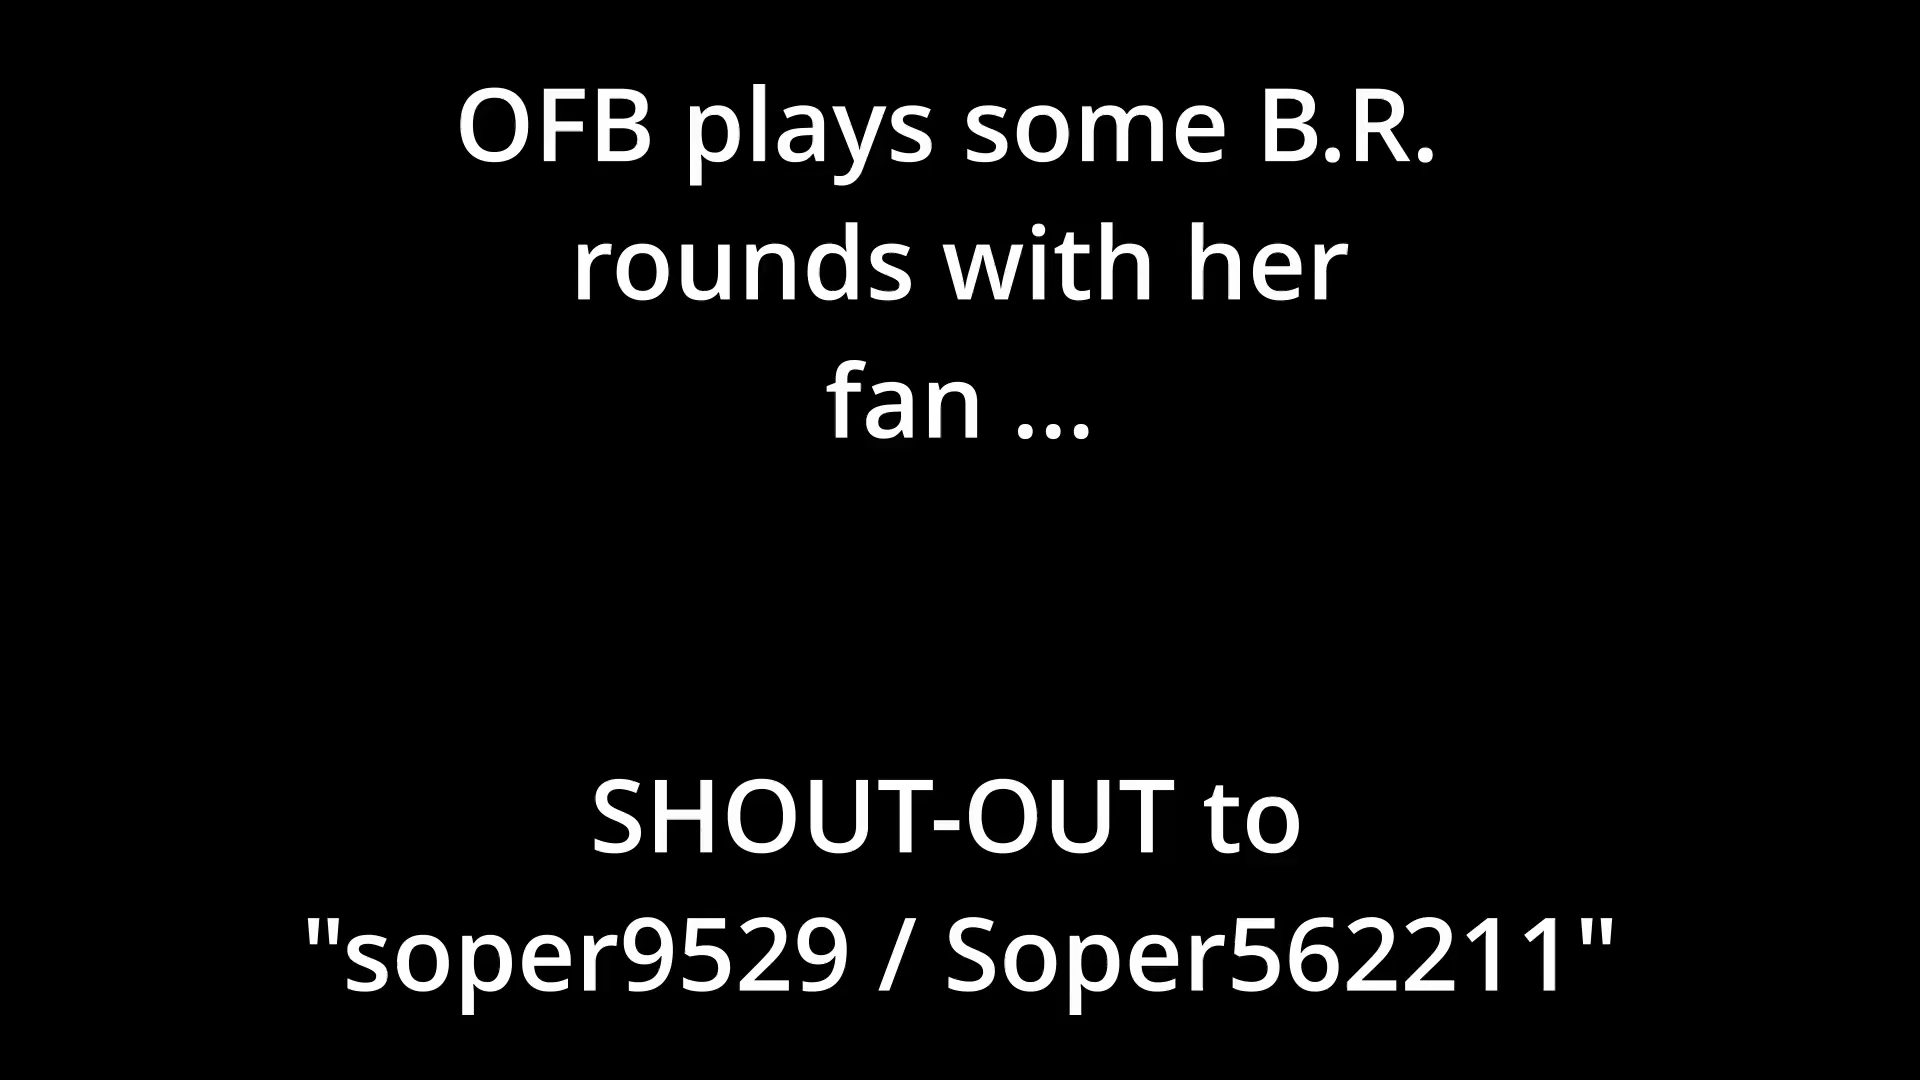 OFB plays some B.R.
rounds with her
fan ...
SHOUT-OUT to
"soper9529 / Soper562211"